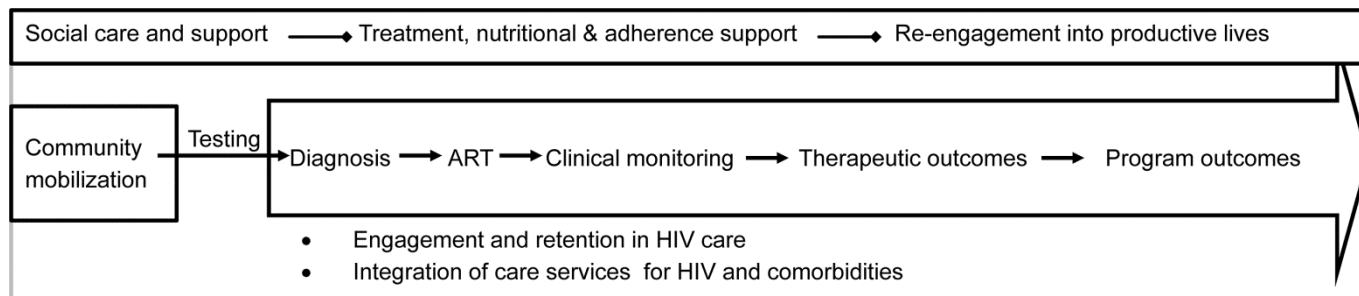 Social care and support Treatment, nutritional & adherence support Re-engagement into productive lives
Community
mobilization
Testing
Diagnosis ART Clinical monitoring Therapeutic outcomes Program outcomes
• Engagement and retention in HIV care
• Integration of care services for HIV and comorbidities